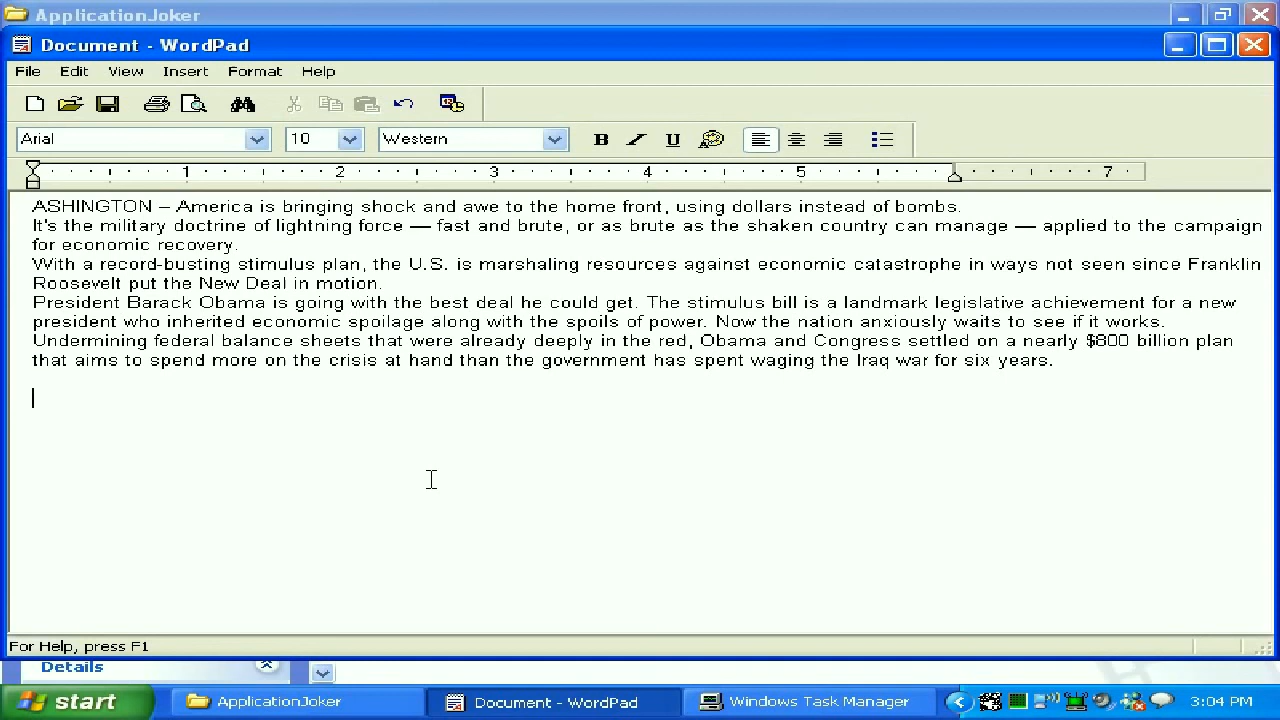 ApplicationJoker
Document - WordPad
File Edit View Insert Format Help
Arial 10 Western B U
1 2 3 4 5 7
ASHINGTON – America is bringing shock and awe to the home front, using dollars instead of bombs.
It's the military doctrine of lightning force — fast and brute, or as brute as the shaken country can manage — applied to the campaign
for economic recovery.
With a record-busting stimulus plan, the U.S. is marshaling resources against economic catastrophe in ways not seen since Franklin
Roosevelt put the New Deal in motion.
President Barack Obama is going with the best deal he could get. The stimulus bill is a landmark legislative achievement for a new
president who inherited economic spoilage along with the spoils of power. Now the nation anxiously waits to see if it works.
Undermining federal balance sheets that were already deeply in the red, Obama and Congress settled on a nearly $800 billion plan
that aims to spend more on the crisis at hand than the government has spent waging the Iraq war for six years.
For Help, press F1
Details
start ApplicationJoker Document - WordPad Windows Task Manager 3:04 PM